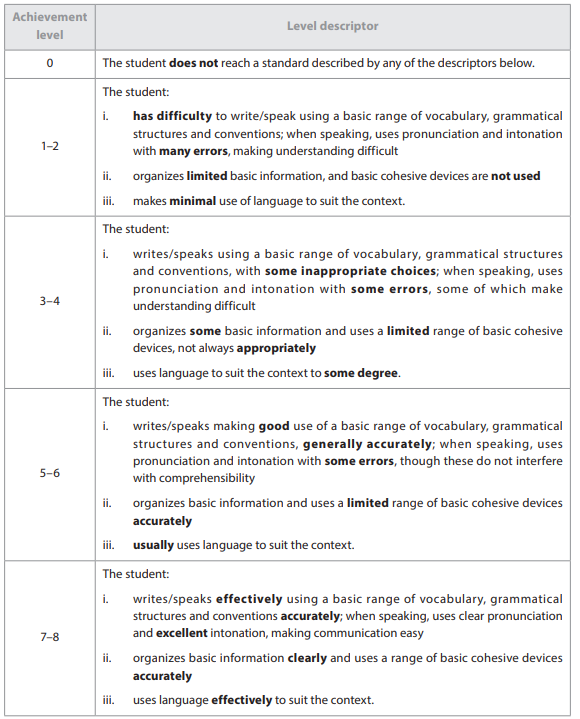 Achievement
level
Level descriptor
0
The student does not reach a standard described by any of the descriptors below.
1–2
The student:
i. has difficulty to write/speak using a basic range of vocabulary, grammatical
structures and conventions; when speaking, uses pronunciation and intonation
with many errors, making understanding difficult
ii. organizes limited basic information, and basic cohesive devices are not used
iii. makes minimal use of language to suit the context.
3–4
The student:
i. writes/speaks using a basic range of vocabulary, grammatical structures
and conventions, with some inappropriate choices; when speaking, uses
pronunciation and intonation with some errors, some of which make
understanding difficult
ii. organizes some basic information and uses a limited range of basic cohesive
devices, not always appropriately
iii. uses language to suit the context to some degree.
5–6
The student:
i. writes/speaks making good use of a basic range of vocabulary, grammatical
structures and conventions, generally accurately; when speaking, uses
pronunciation and intonation with some errors, though these do not interfere
with comprehensibility
ii. organizes basic information and uses a limited range of basic cohesive devices
accurately
iii. usually uses language to suit the context.
7–8
The student:
i. writes/speaks effectively using a basic range of vocabulary, grammatical
structures and conventions accurately; when speaking, uses clear pronunciation
and excellent intonation, making communication easy
ii. organizes basic information clearly and uses a range of basic cohesive devices
accurately
iii. uses language effectively to suit the context.